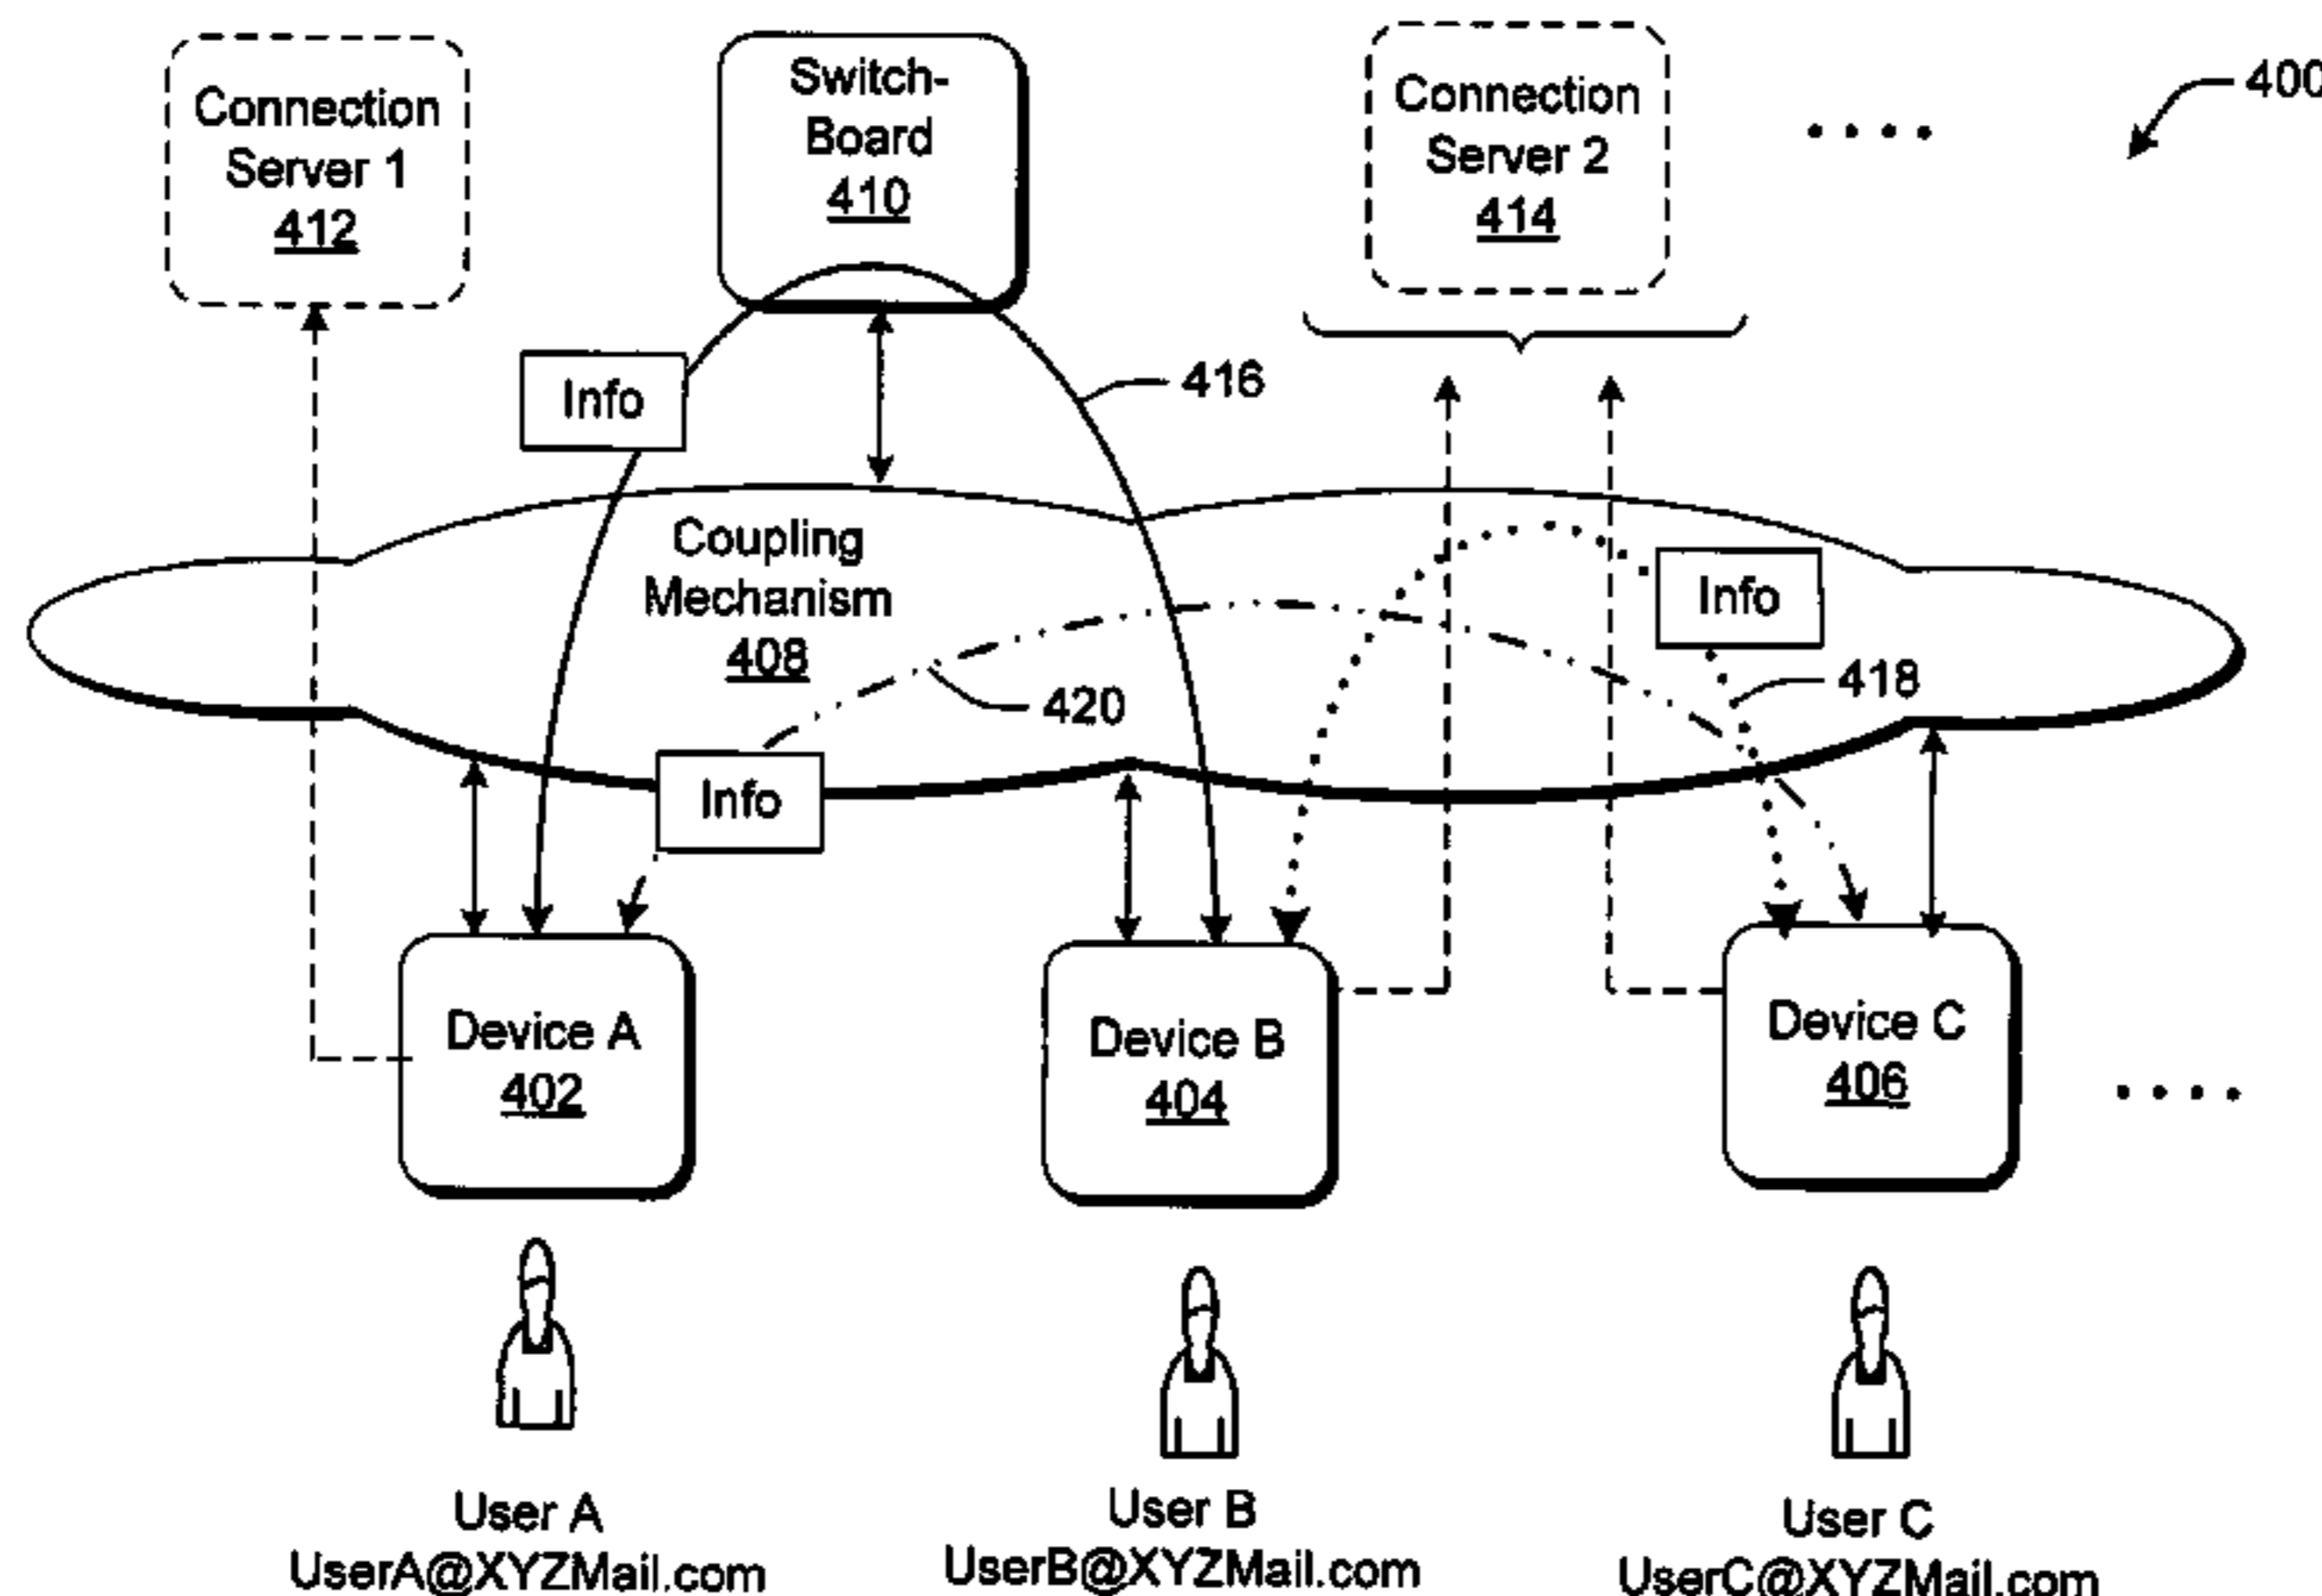 Connection
Server 1
412
Switch-
Board
410
Connection
Server 2
414
400
Info
416
Coupling
Mechanism
408
Info
418
420
Info
Device A
402
Device B
404
Device C
406
User A
UserA@XYZMail.com
User B
UserB@XYZMail.com
User C
UserC@XYZMail.com